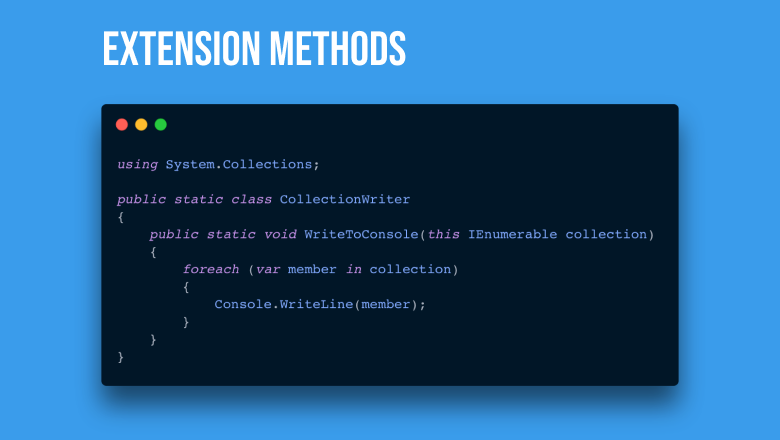 EXTENSION METHODS
using System.Collections;
public static class CollectionWriter
{
    public static void WriteToConsole(this IEnumerable collection)
    {
        foreach (var member in collection)
        {
            Console.WriteLine(member);
        }
    }
}